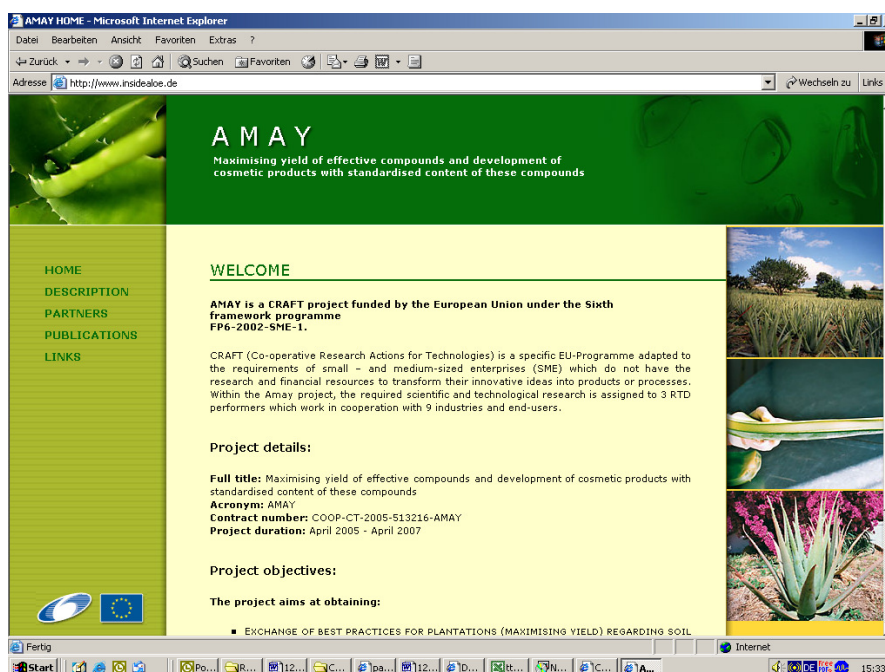 AMAY HOME - Microsoft Internet Explorer
Datei Bearbeiten Ansicht Favoriten Extras ?
Zurück Suchen Favoriten
Adresse http://www.insidealoe.de Wechseln zu Links
AMAY
Maximising yield of effective compounds and development of
cosmetic products with standardised content of these compounds
HOME
DESCRIPTION
PARTNERS
PUBLICATIONS
LINKS
WELCOME
AMAY is a CRAFT project funded by the European Union under the Sixth
framework programme
FP6-2002-SME-1.
CRAFT (Co-operative Research Actions for Technologies) is a specific EU-Programme adapted to
the requirements of small – and medium-sized enterprises (SME) which do not have the
research and financial resources to transform their innovative ideas into products or processes.
Within the Amay project, the required scientific and technological research is assigned to 3 RTD
performers which work in cooperation with 9 industries and end-users.
Project details:
Full title: Maximising yield of effective compounds and development of cosmetic products with
standardised content of these compounds
Acronym: AMAY
Contract number: COOP-CT-2005-513216-AMAY
Project duration: April 2005 - April 2007
Project objectives:
The project aims at obtaining:
EXCHANGE OF BEST PRACTICES FOR PLANTATIONS (MAXIMISING YIELD) REGARDING SOIL
Fertig Internet
Start Po... R... 12... C... pa... 12... D... tt... N... C... A... DE 15:33